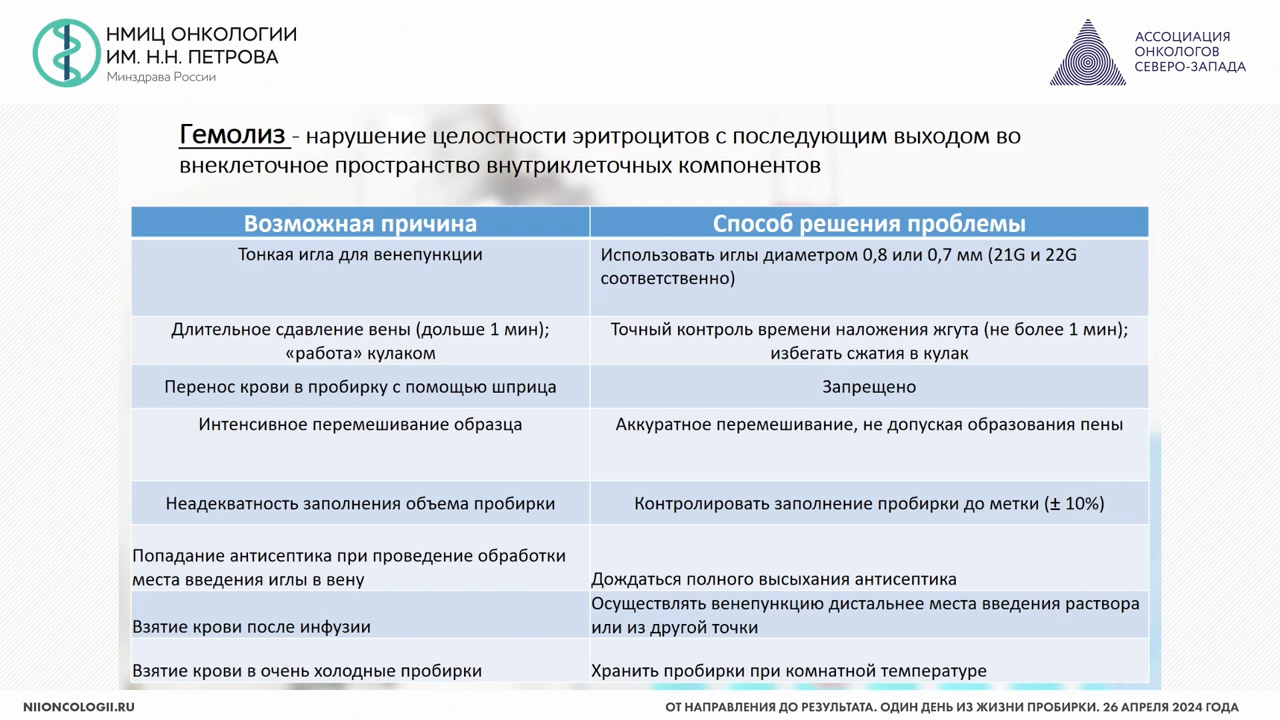 НМИЦ ОНКОЛОГИИ
ИМ. Н.Н. ПЕТРОВА
Минздрава России
АССОЦИАЦИЯ
ОНКОЛОГОВ
СЕВЕРО-ЗАПАДА
Гемолиз - нарушение целостности эритроцитов с последующим выходом во
внеклеточное пространство внутриклеточных компонентов
Возможная причина
Способ решения проблемы
Тонкая игла для венепункции
Использовать иглы диаметром 0,8 или 0,7 мм (21G и 22G
соответственно)
Длительное сдавление вены (дольше 1 мин);
«работа» кулаком
Точный контроль времени наложения жгута (не более 1 мин);
избегать сжатия в кулак
Перенос крови в пробирку с помощью шприца
Запрещено
Интенсивное перемешивание образца
Аккуратное перемешивание, не допуская образования пены
Неадекватность заполнения объема пробирки
Контролировать заполнение пробирки до метки (± 10%)
Попадание антисептика при проведение обработки
места введения иглы в вену
Дождаться полного высыхания антисептика
Взятие крови после инфузии
Осуществлять венепункцию дистальнее места введения раствора
или из другой точки
Взятие крови в очень холодные пробирки
Хранить пробирки при комнатной температуре
NIIONCOLOGII.RU
ОТ НАПРАВЛЕНИЯ ДО РЕЗУЛЬТАТА. ОДИН ДЕНЬ ИЗ ЖИЗНИ ПРОБИРКИ. 26 АПРЕЛЯ 2024 ГОДА